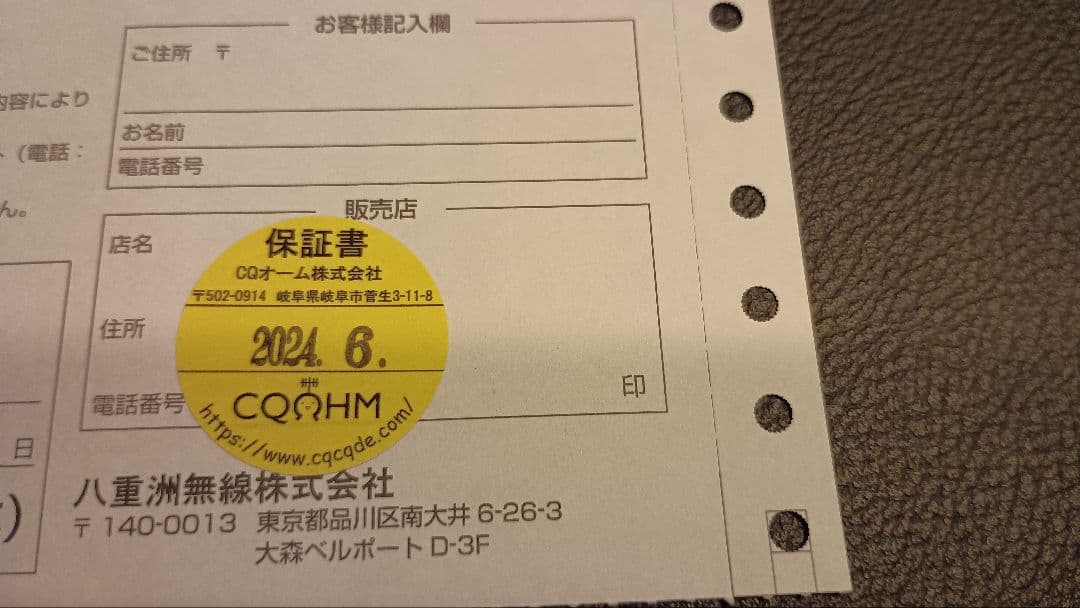 お客様記入欄
ご住所 〒
内容により
お名前
(電話：
電話番号
ん。
販売店
店名
保証書
CQオーム株式会社
〒502-0914 岐阜県岐阜市菅生3-11-8
住所
2024. 6.
印
電話番号
CQOHM
https://www.cqcqde.com/
日
八重洲無線株式会社
〒140-0013 東京都品川区南大井 6-26-3
大森ベルポート D-3F